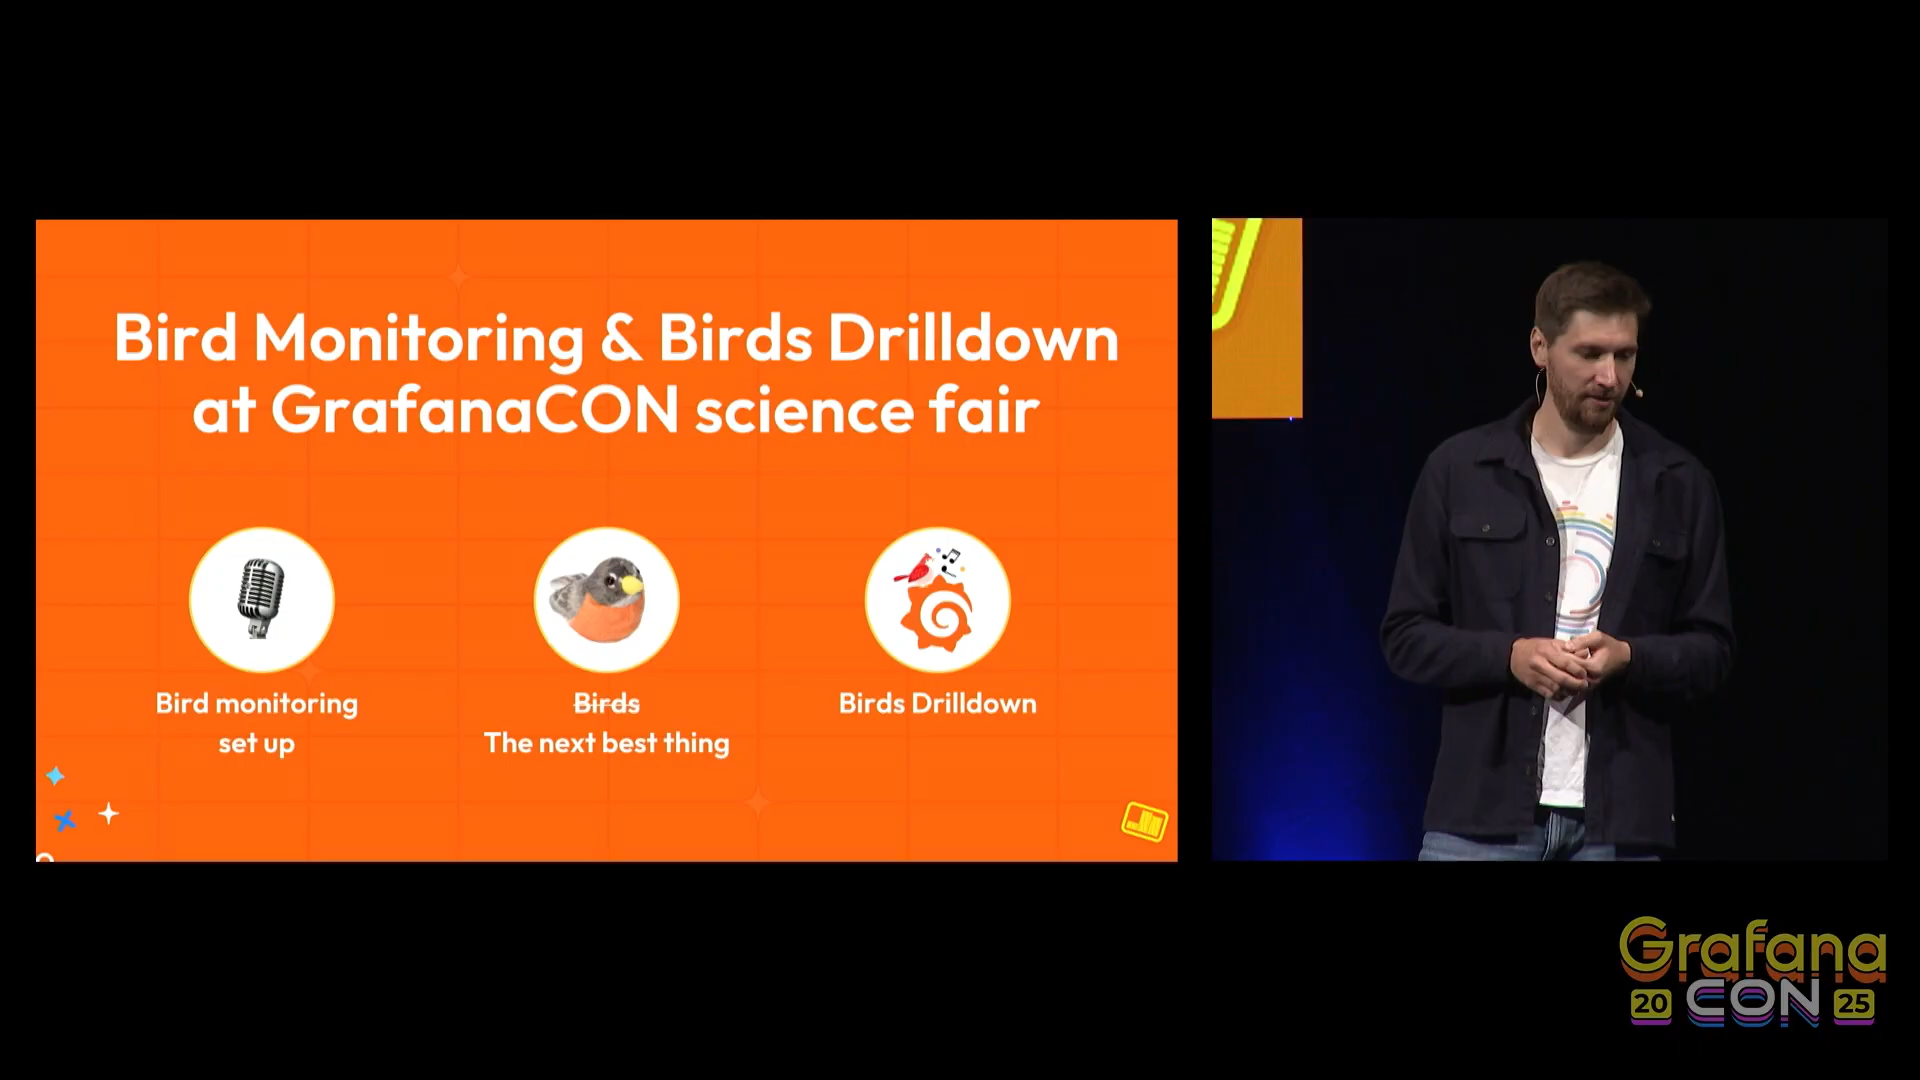 Bird Monitoring & Birds Drilldown
at GrafanaCON science fair
Bird monitoring
set up
Birds
The next best thing
Birds Drilldown
Grafana
20 CON 25